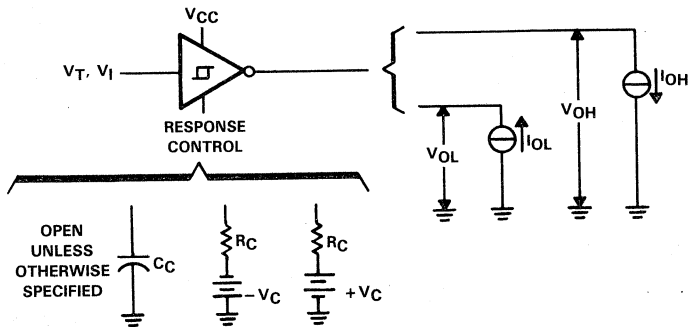 VCC
VT, VI
RESPONSE
CONTROL
VOL
IOL
VOH
IOH
OPEN
UNLESS
OTHERWISE
SPECIFIED
CC
RC
–VC
RC
+VC